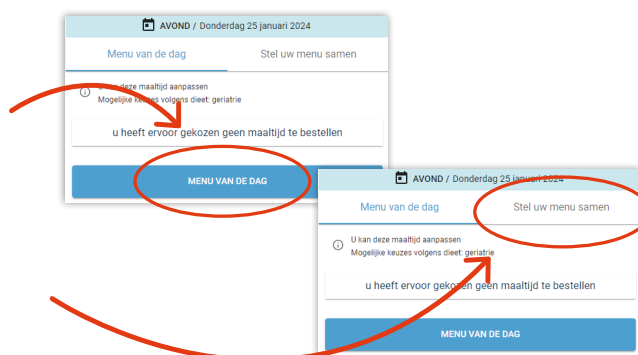 AVOND / Donderdag 25 januari 2024
Menu van de dag Stel uw menu samen
U kan deze maaltijd aanpassen
Mogelijke keuzes volgens dieet: geriatrie
u heeft ervoor gekozen geen maaltijd te bestellen
MENU VAN DE DAG
AVOND / Donderdag 25 januari 2024
Menu van de dag Stel uw menu samen
U kan deze maaltijd aanpassen
Mogelijke keuzes volgens dieet: geriatrie
u heeft ervoor gekozen geen maaltijd te bestellen
MENU VAN DE DAG